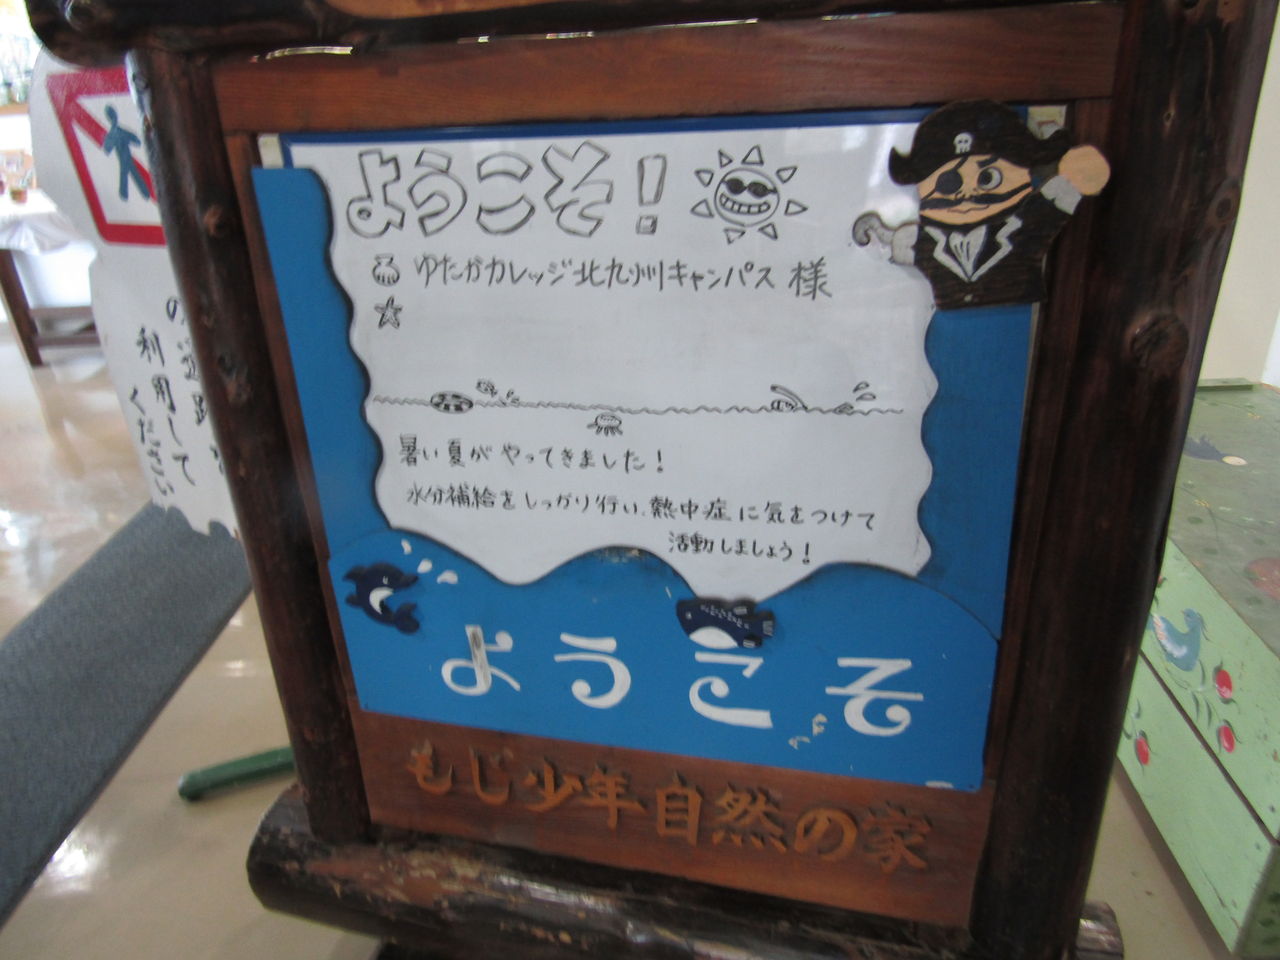 ようこそ!
ゆたかカレッジ北九州キャンパス 様
暑い夏がやってきました!
水分補給をしっかり行い、熱中症に気をつけて
活動しましょう!
ようこそ
もじ少年自然の家
利用して
ください